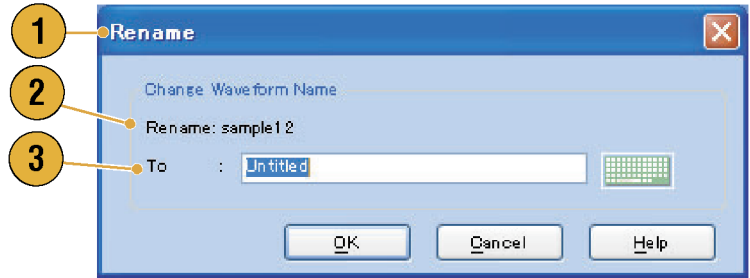 1
Rename
2
Change Waveform Name
Rename: sample12
3
To : Untitled
OK Cancel Help